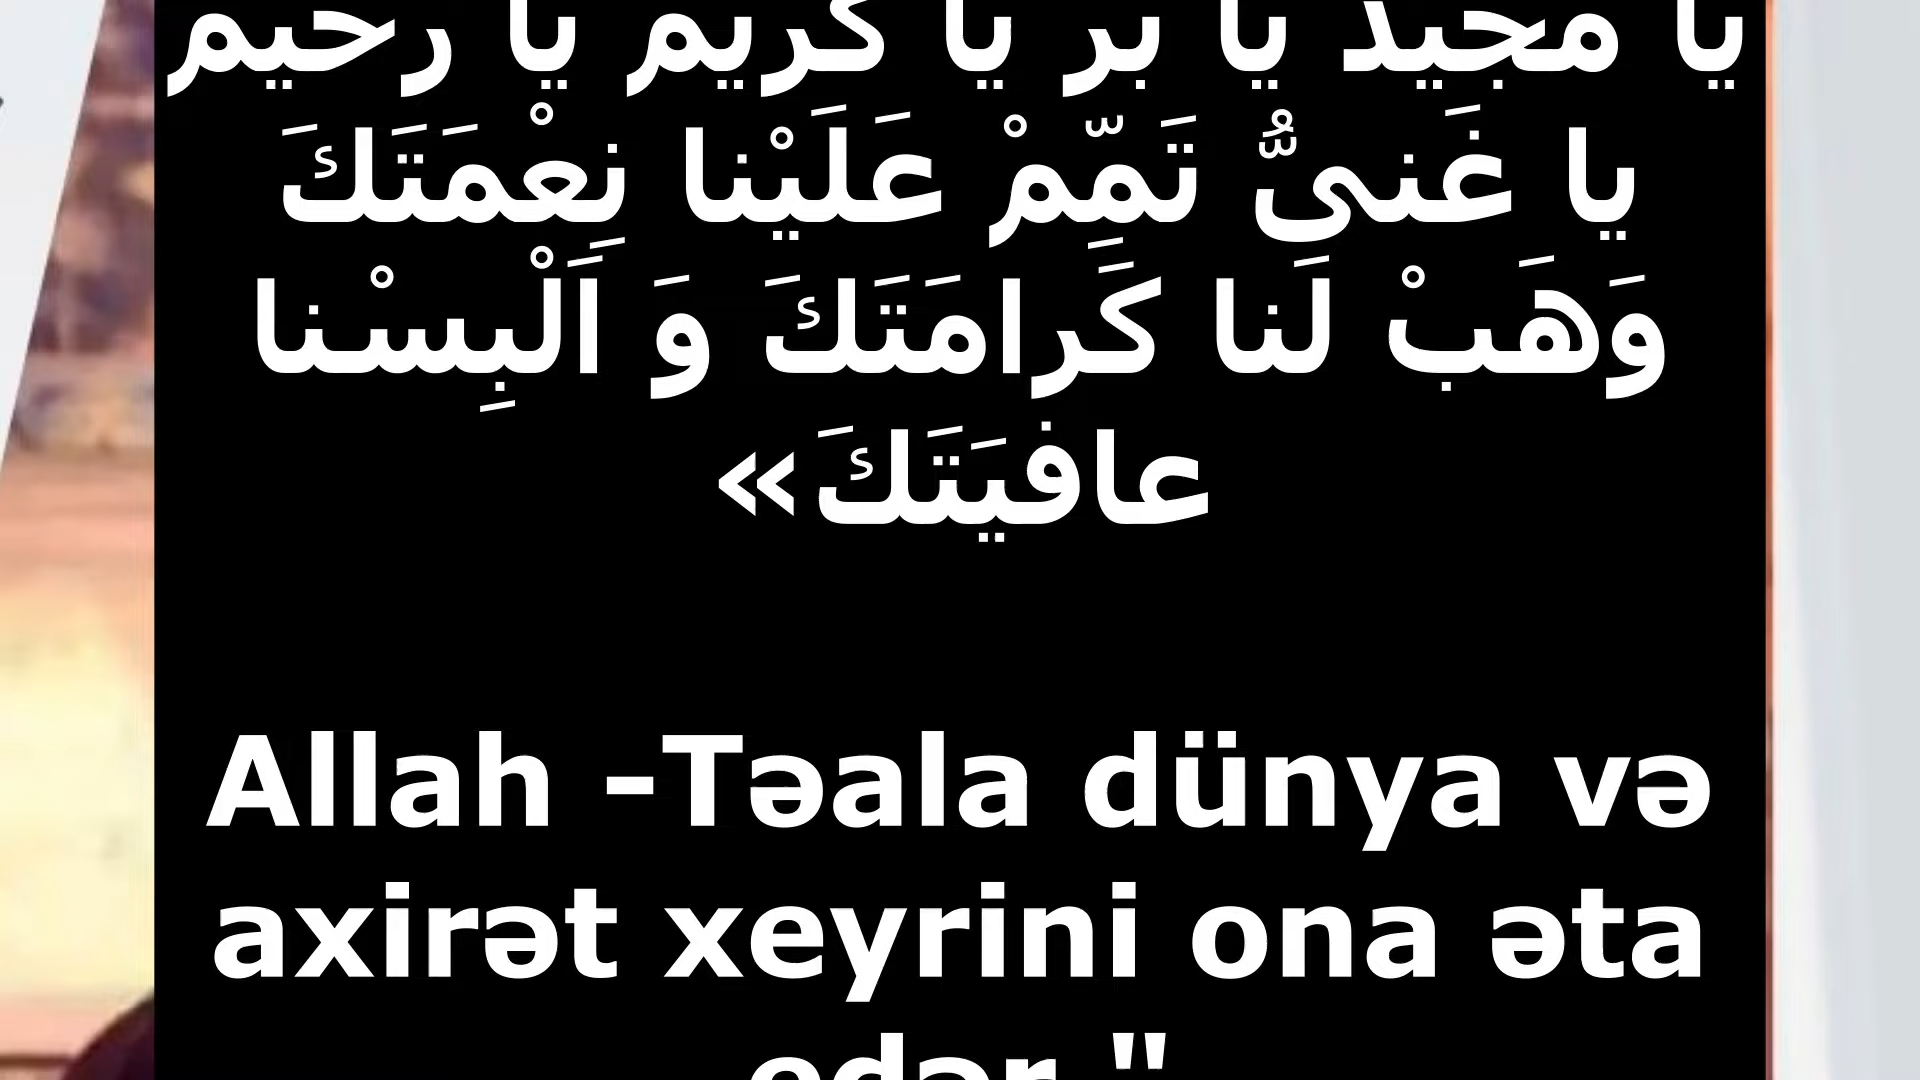 يا مجيد يا بر يا كريم يا رحيم
يا غَنىُّ تَمِّمْ عَلَيْنا نِعْمَتَكَ
وَهَبْ لَنا كَرامَتَكَ وَ اَلْبِسْنا
عافيَتَكَ»
Allah -Təala dünya və
axirət xeyrini ona əta
edər."